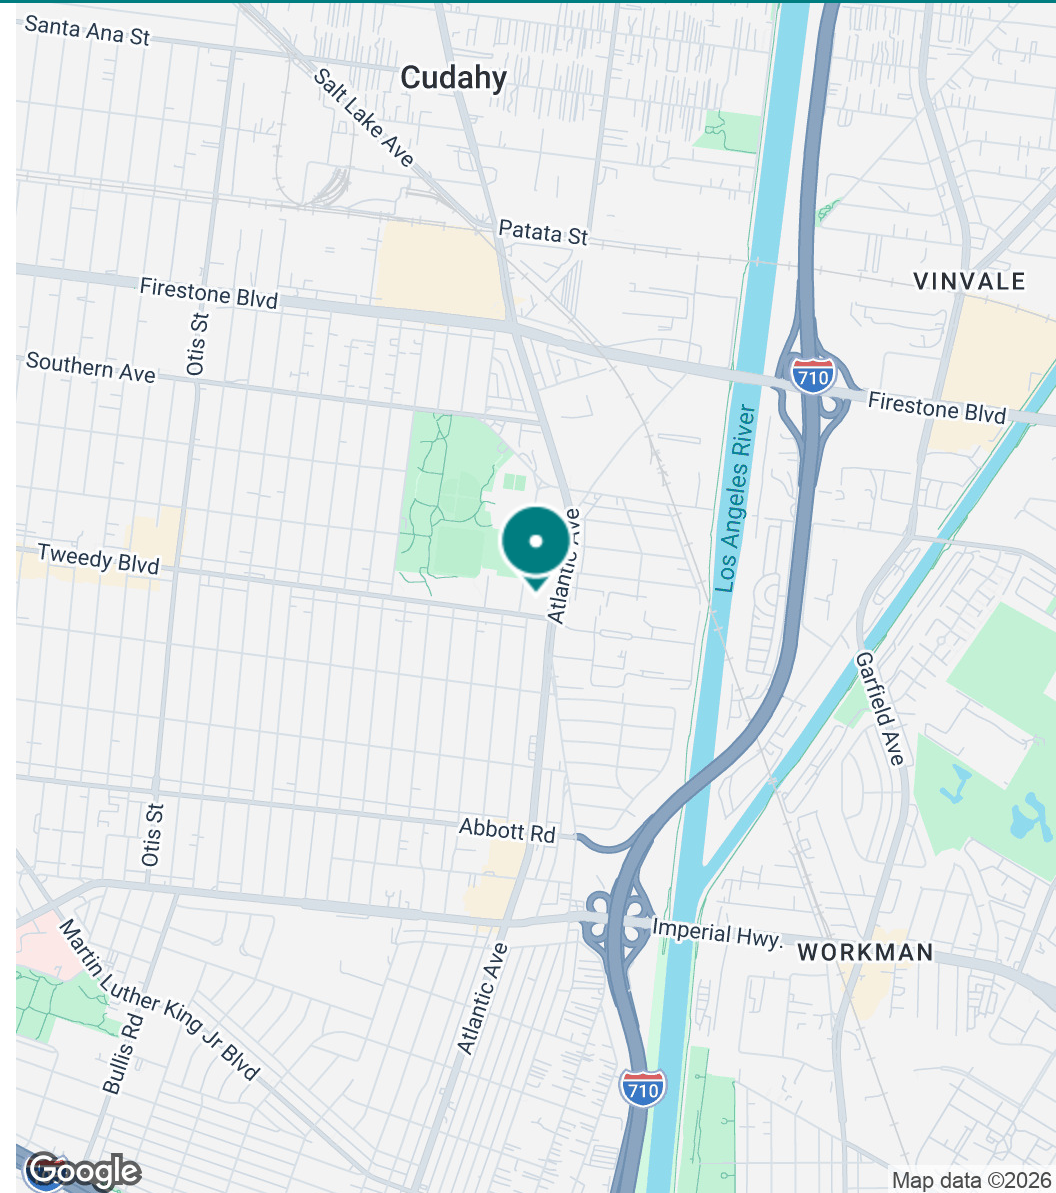 Santa Ana St
Cudahy
Salt Lake Ave
Patata St
VINVALE
Firestone Blvd
Otis St
Southern Ave
710
Firestone Blvd
Los Angeles River
Atlantic Ave
Tweedy Blvd
Garfield Ave
Otis St
Abbott Rd
Imperial Hwy.
WORKMAN
Martin Luther King Jr Blvd
Atlantic Ave
Bullis Rd
710
Google
Map data ©2026